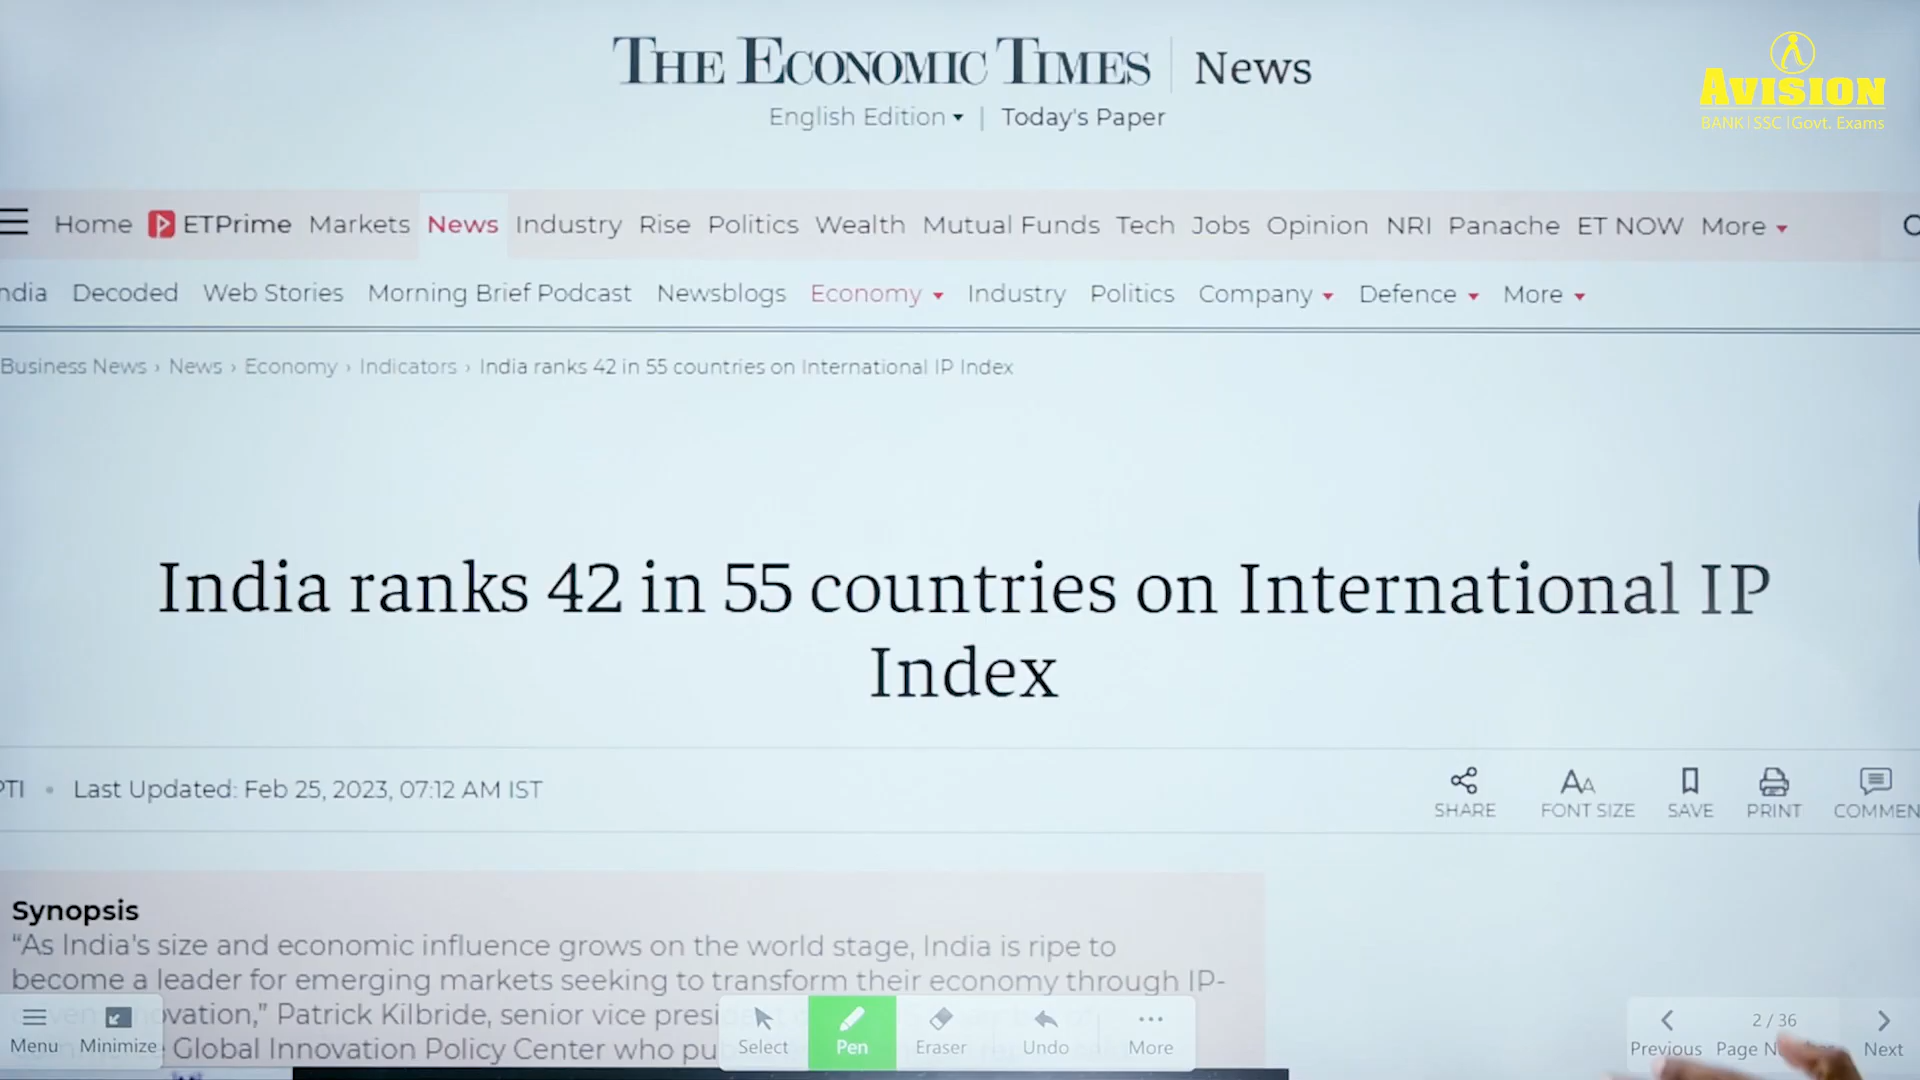 THE ECONOMIC TIMES | News
English Edition | Today's Paper
AVISION
BANK | SSC | Govt. Exams
Home ETPrime Markets News Industry Rise Politics Wealth Mutual Funds Tech Jobs Opinion NRI Panache ET NOW More
ndia Decoded Web Stories Morning Brief Podcast Newsblogs Economy Industry Politics Company Defence More
Business News › News › Economy › Indicators › India ranks 42 in 55 countries on International IP Index
India ranks 42 in 55 countries on International IP
Index
PTI • Last Updated: Feb 25, 2023, 07:12 AM IST
SHARE FONT SIZE SAVE PRINT COMMEN
Synopsis
“As India's size and economic influence grows on the world stage, India is ripe to
become a leader for emerging markets seeking to transform their economy through IP-
ovation,” Patrick Kilbride, senior vice presi
Global Innovation Policy Center who pu
Menu Minimize Select Pen Eraser Undo More
2 / 36
Previous Page Next